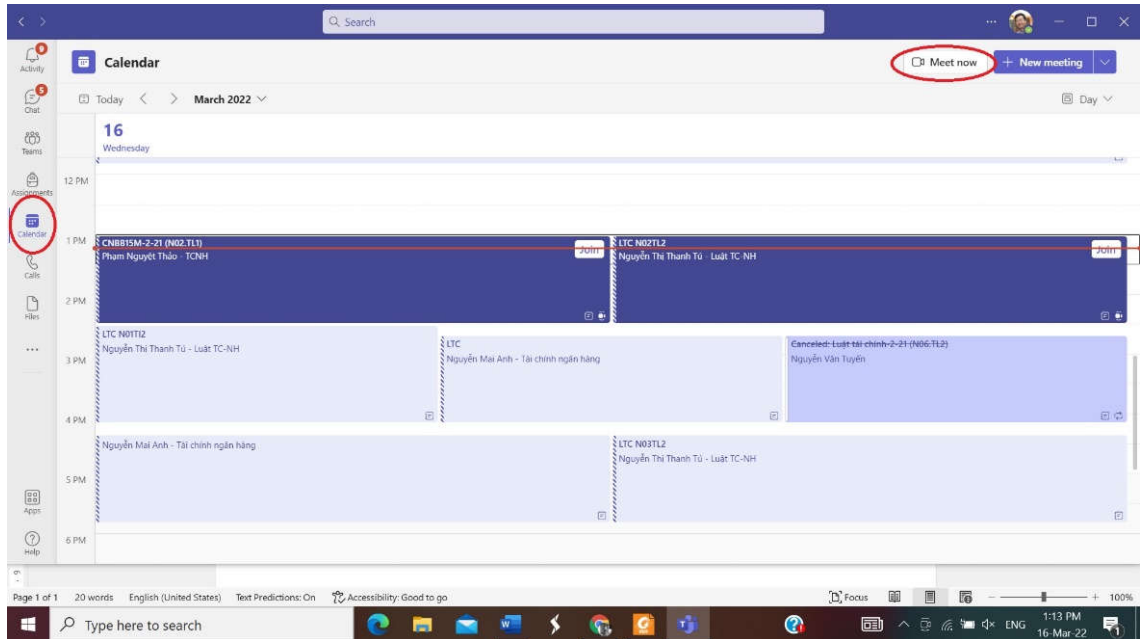 Search
Activity
Calendar
Meet now
+ New meeting
Chat
Today
March 2022
Day
Teams
16
Wednesday
Assignments
12 PM
Calendar
1 PM
CNBB15M-2-21 (N02.TL1)
Phạm Nguyệt Thảo - TCNH
Join
LTC N02TL2
Nguyễn Thị Thanh Tú - Luật TC-NH
Join
Calls
Files
2 PM
LTC N01Tl2
Nguyễn Thị Thanh Tú - Luật TC-NH
LTC
Nguyễn Mai Anh - Tài chính ngân hàng
Canceled: Luật tài chính-2-21 (N06.TL2)
Nguyễn Văn Tuyến
3 PM
4 PM
Nguyễn Mai Anh - Tài chính ngân hàng
LTC N03TL2
Nguyễn Thị Thanh Tú - Luật TC-NH
5 PM
Apps
Help
6 PM
Page 1 of 1 20 words English (United States) Text Predictions: On Accessibility: Good to go Focus 100%
Type here to search
ENG
1:13 PM
16-Mar-22